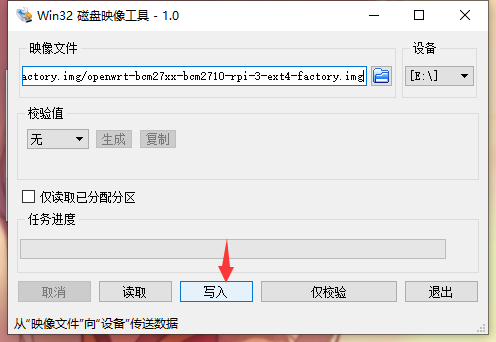 Win32 磁盘映像工具 - 1.0
映像文件
设备
actory.img/openwrt-bcm27xx-bcm2710-rpi-3-ext4-factory.img
[E:\]
校验值
无
生成
复制
仅读取已分配分区
任务进度
取消
读取
写入
仅校验
退出
从“映像文件”向“设备”传送数据